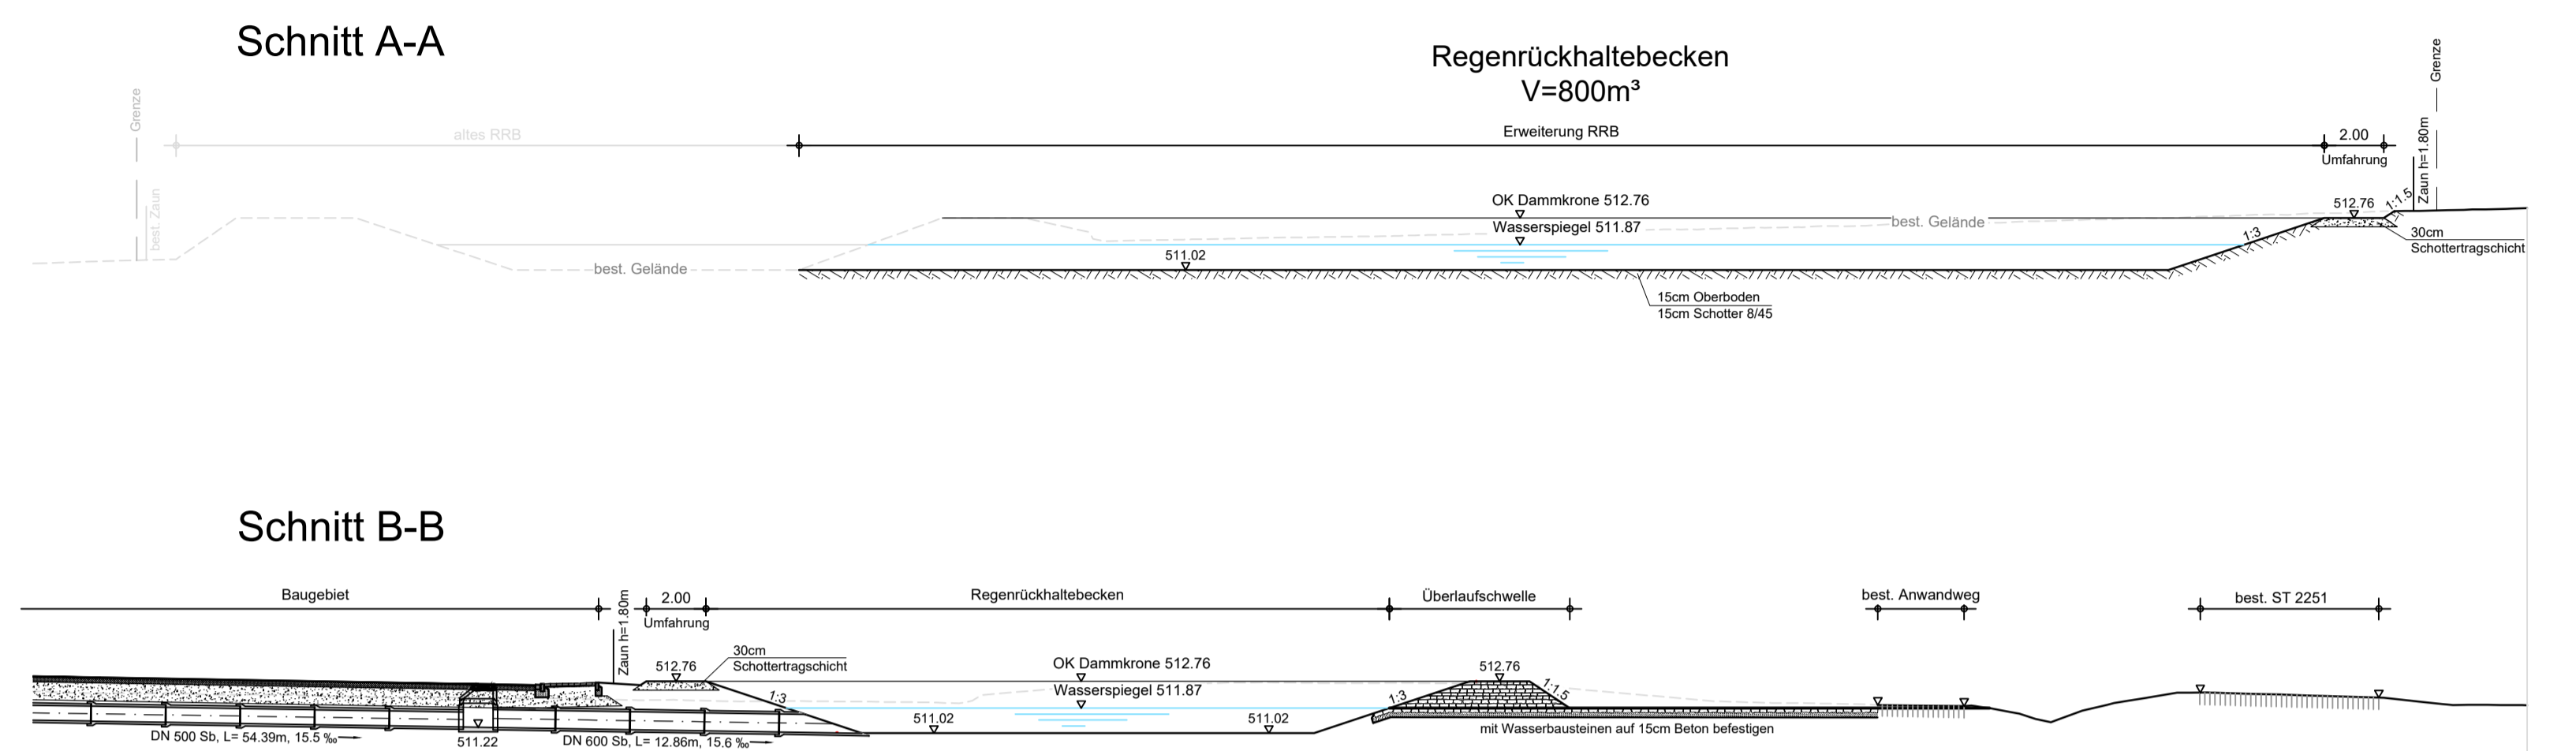 Schnitt A-A
Regenrückhaltebecken
V=800m³
Grenze
best. Zaun
altes RRB
Erweiterung RRB
2.00
Umfahrung
Zaun h=1.80m
Grenze
OK Dammkrone 512.76
Wasserspiegel 511.87
best. Gelände
512.76
1:1.5
1:3
30cm
Schottertragschicht
best. Gelände
511.02
15cm Oberboden
15cm Schotter 8/45
Schnitt B-B
Baugebiet
Zaun h=1.80m
2.00
Umfahrung
Regenrückhaltebecken
Überlaufschwelle
best. Anwandweg
best. ST 2251
512.76
30cm
Schottertragschicht
OK Dammkrone 512.76
Wasserspiegel 511.87
512.76
1:3
1:3
1:1.5
511.02
511.02
mit Wasserbausteinen auf 15cm Beton befestigen
DN 500 Sb, L= 54.39m, 15.5 ‰
511.22
DN 600 Sb, L= 12.86m, 15.6 ‰